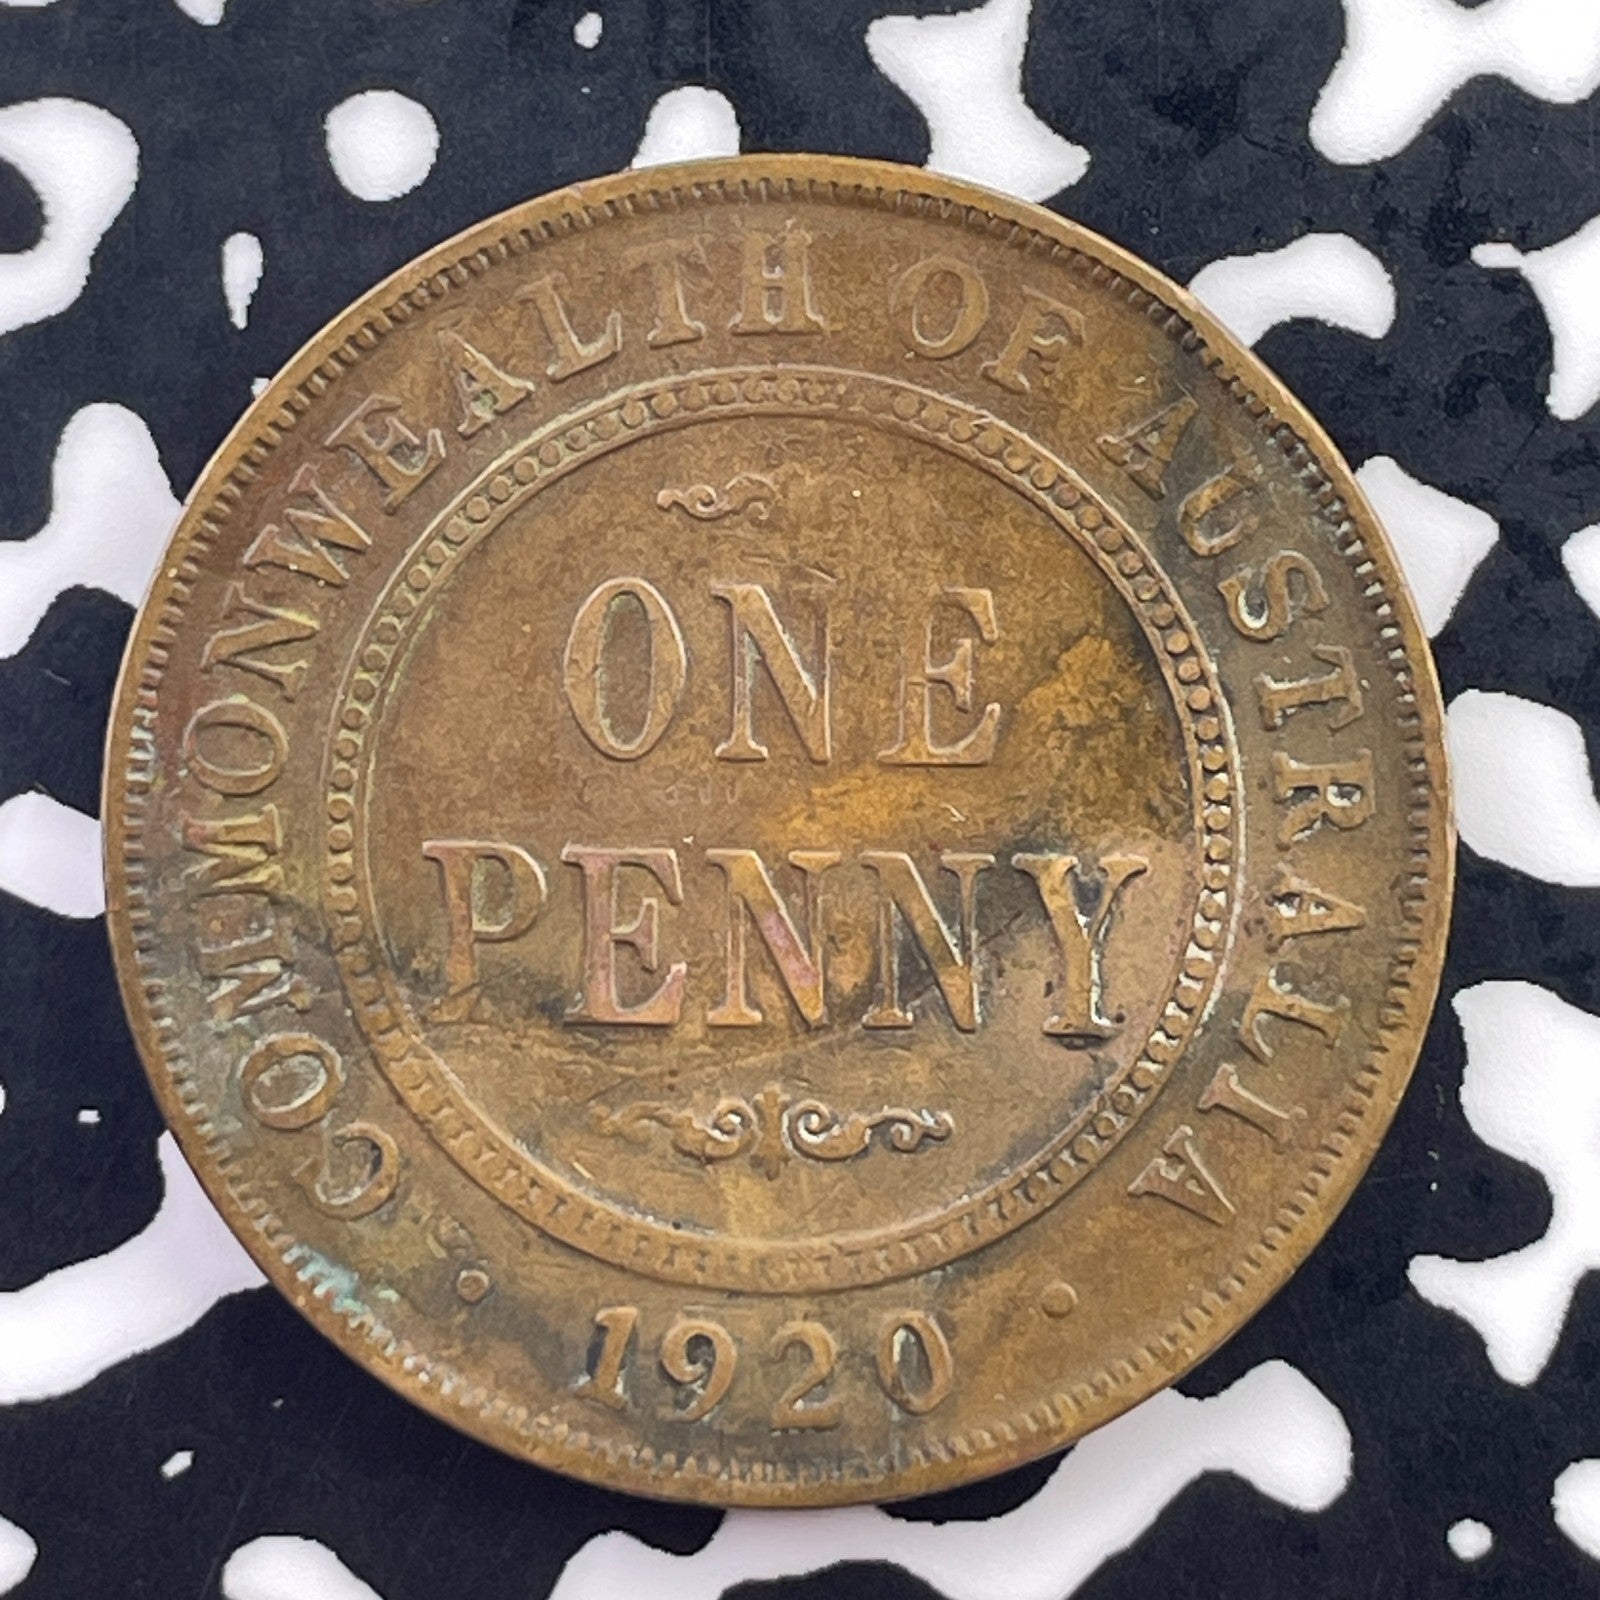 COMMONWEALTH OF AUSTRALIA
ONE
PENNY
1920